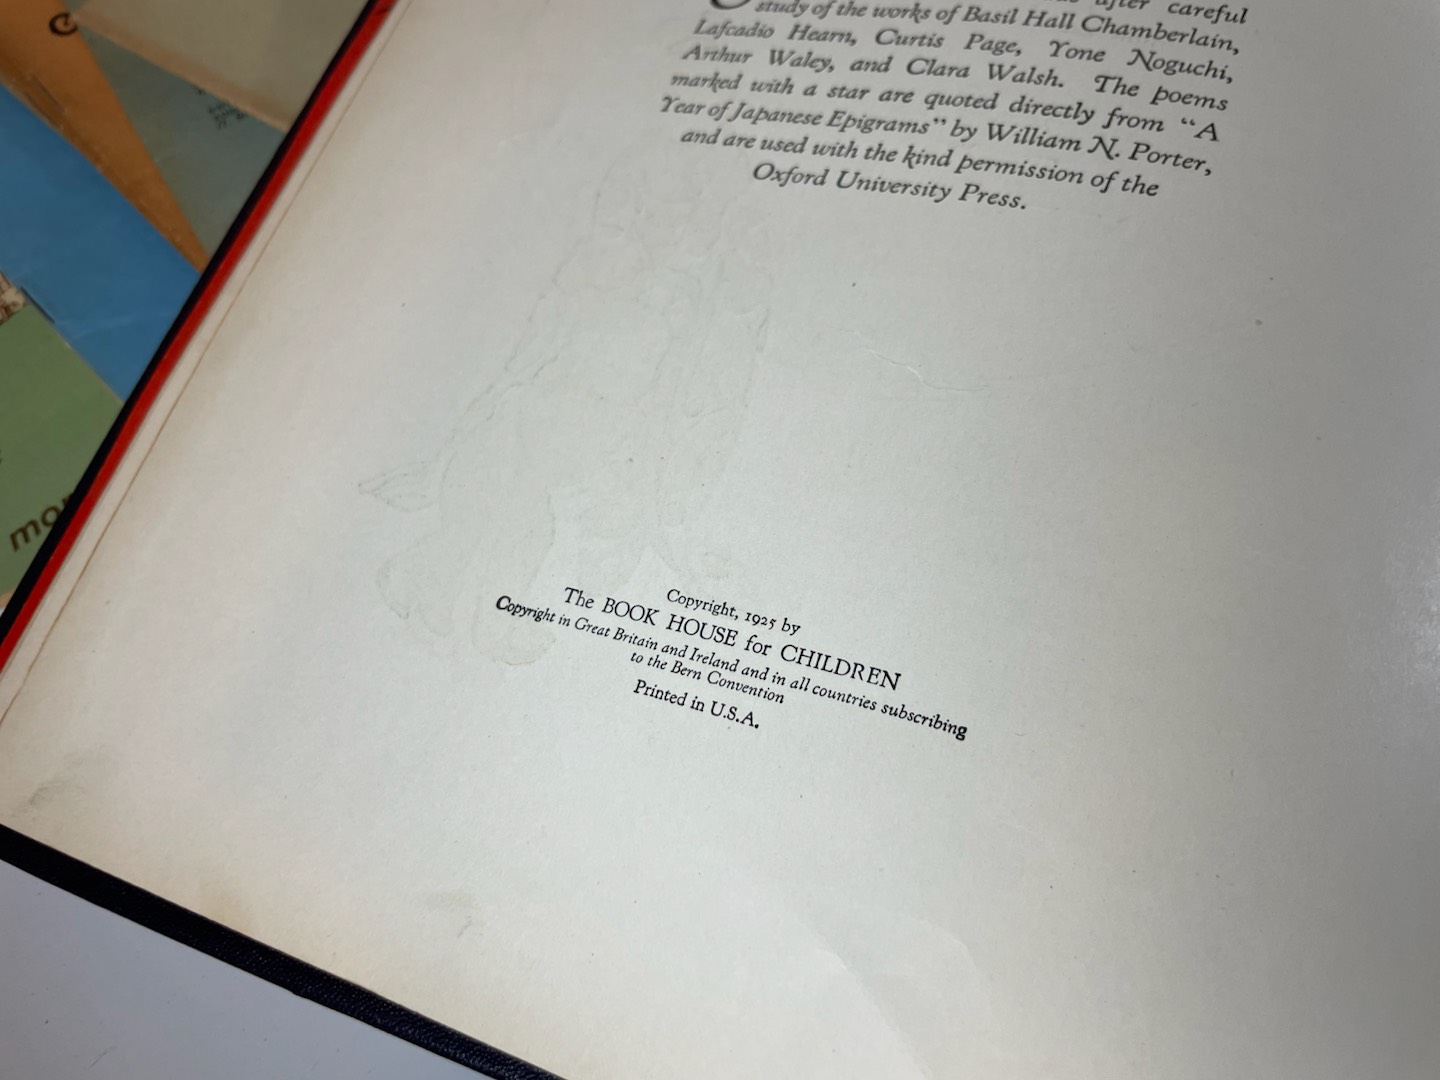 after careful
study of the works of Basil Hall Chamberlain,
Lafcadio Hearn, Curtis Page, Yone Noguchi,
Arthur Waley, and Clara Walsh. The poems
marked with a star are quoted directly from "A
Year of Japanese Epigrams" by William N. Porter,
and are used with the kind permission of the
Oxford University Press.
Copyright, 1925 by
The BOOK HOUSE for CHILDREN
Copyright in Great Britain and Ireland and in all countries subscribing
to the Bern Convention
Printed in U.S.A.